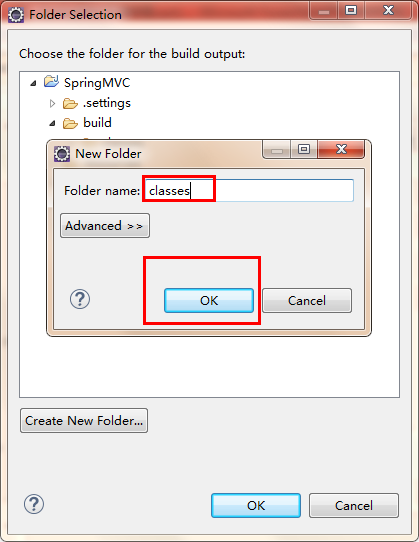 Folder Selection
Choose the folder for the build output:
SpringMVC
.settings
build
New Folder
Folder name: classes
Advanced >>
OK Cancel
Create New Folder...
OK Cancel